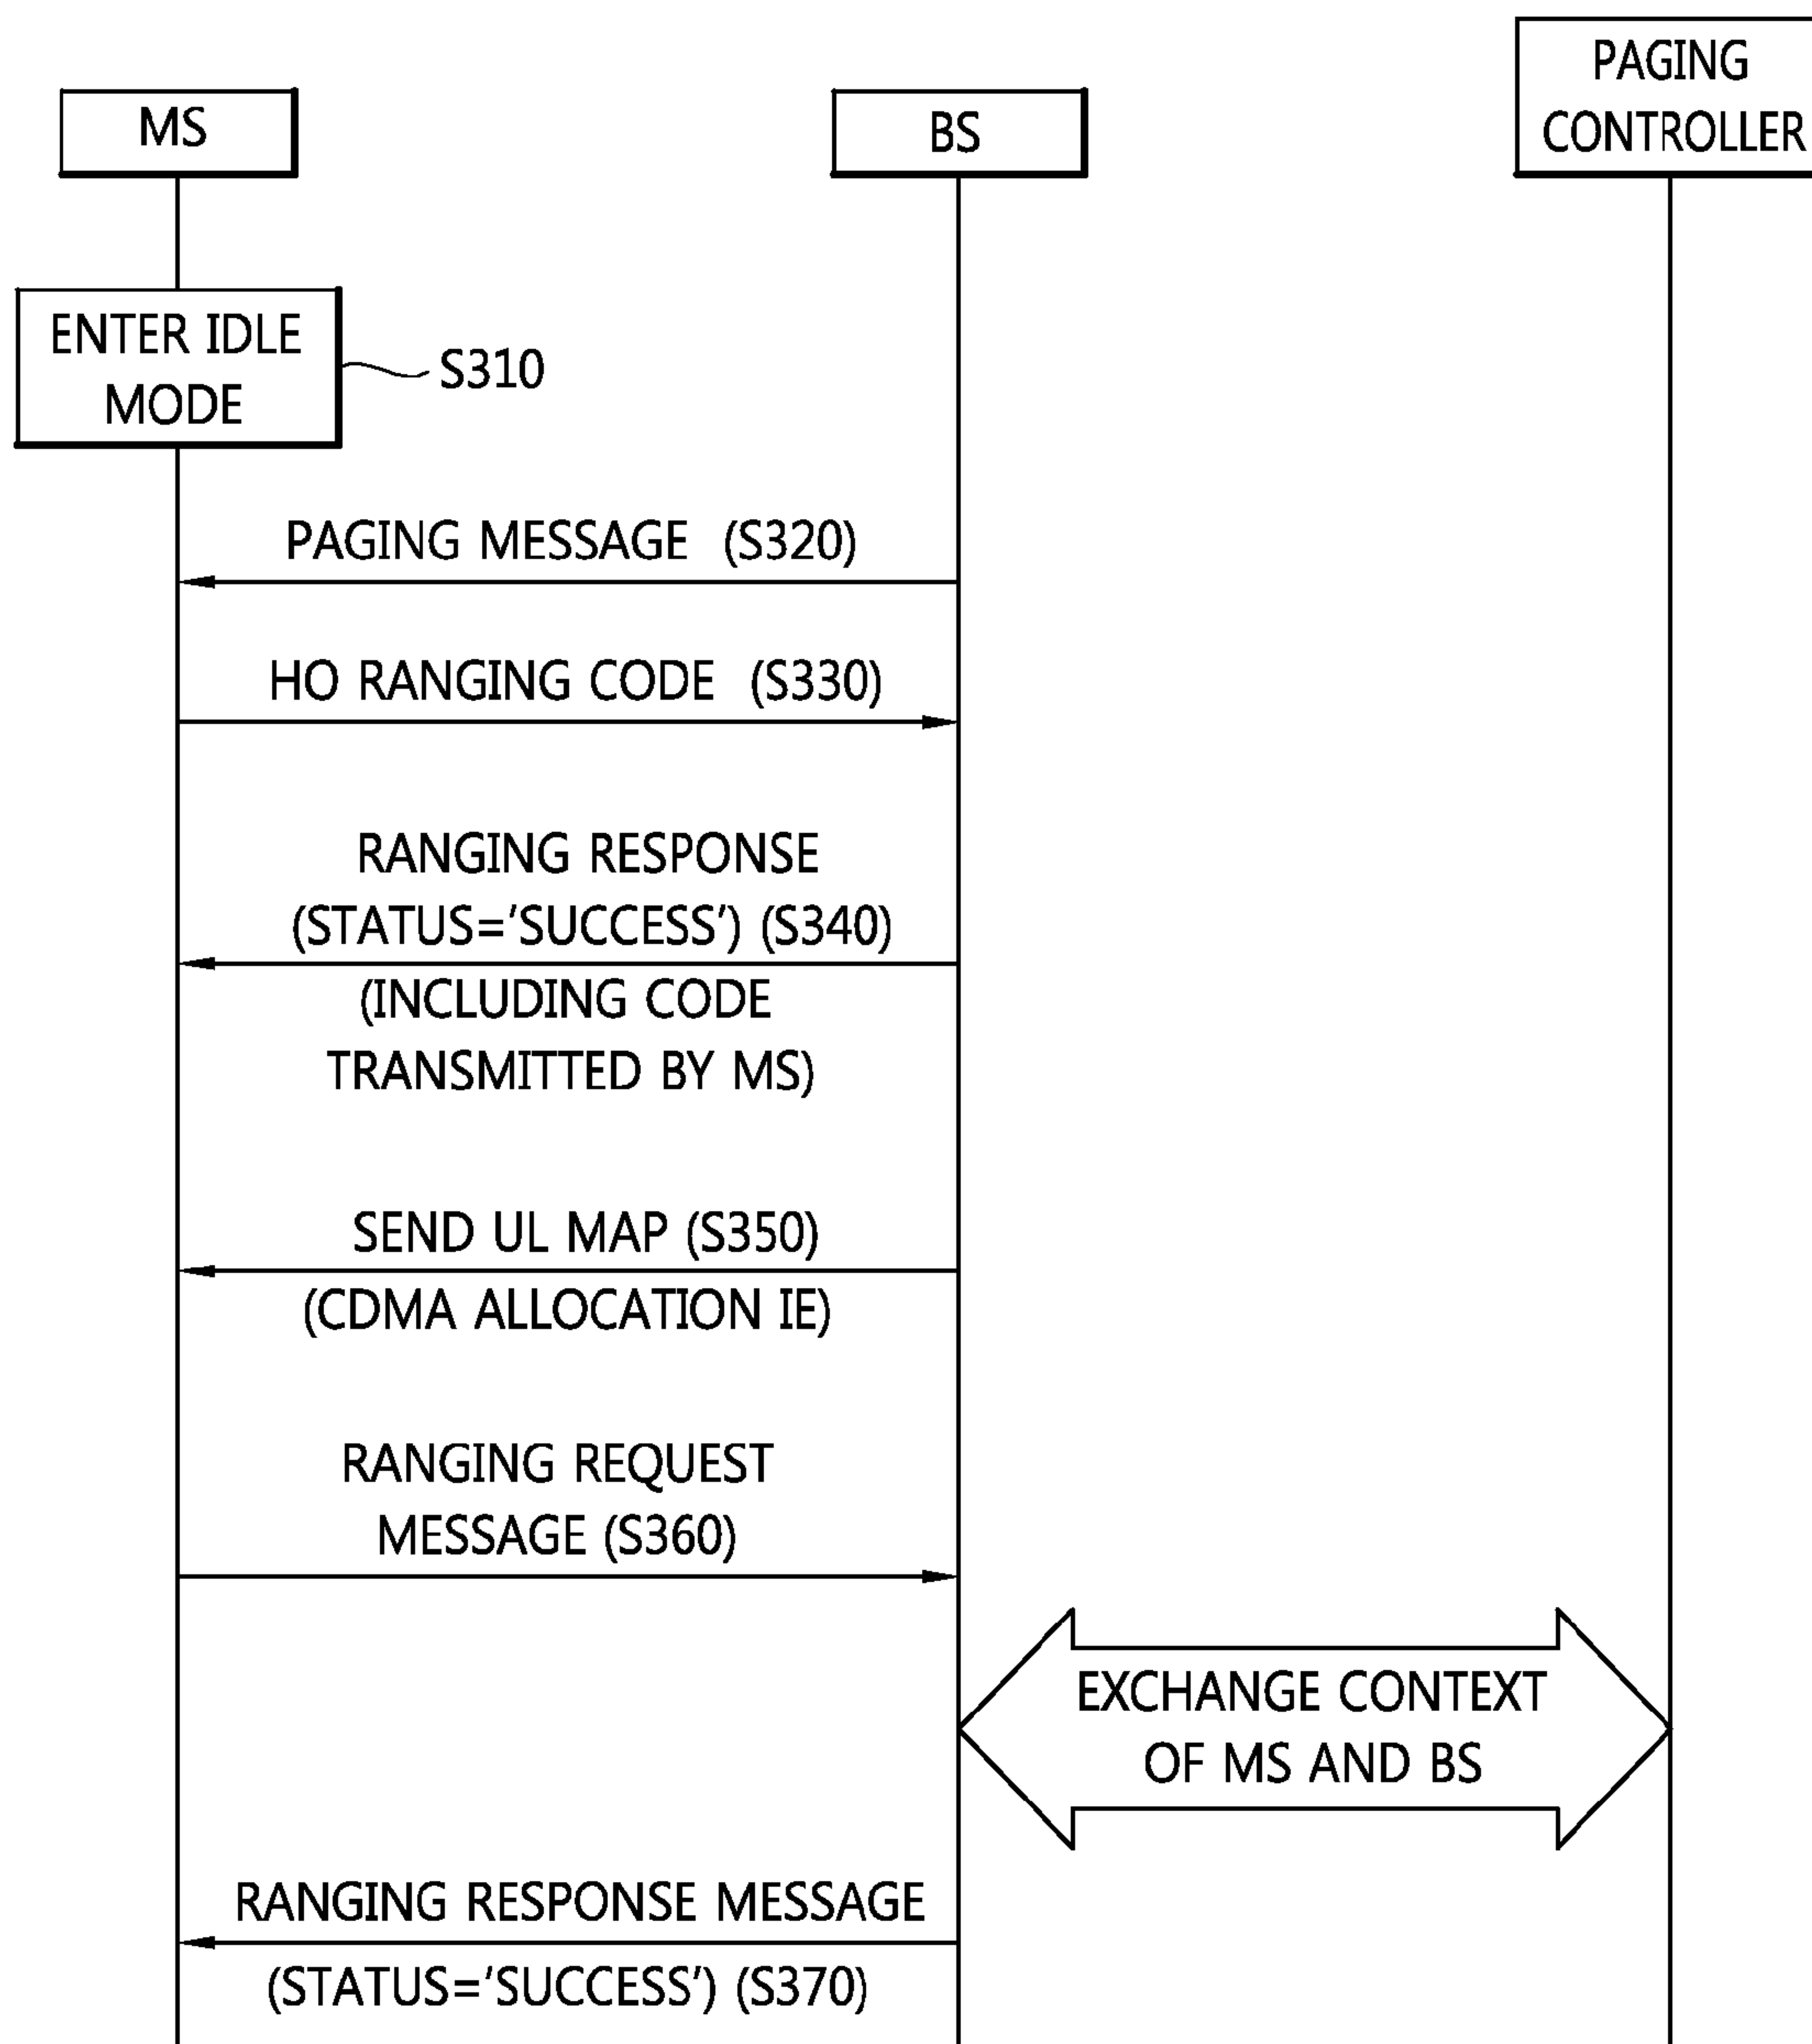 PAGING
CONTROLLER
MS
BS
ENTER IDLE
MODE
S310
PAGING MESSAGE (S320)
HO RANGING CODE (S330)
RANGING RESPONSE
(STATUS='SUCCESS') (S340)
(INCLUDING CODE
TRANSMITTED BY MS)
SEND UL MAP (S350)
(CDMA ALLOCATION IE)
RANGING REQUEST
MESSAGE (S360)
EXCHANGE CONTEXT
OF MS AND BS
RANGING RESPONSE MESSAGE
(STATUS='SUCCESS') (S370)